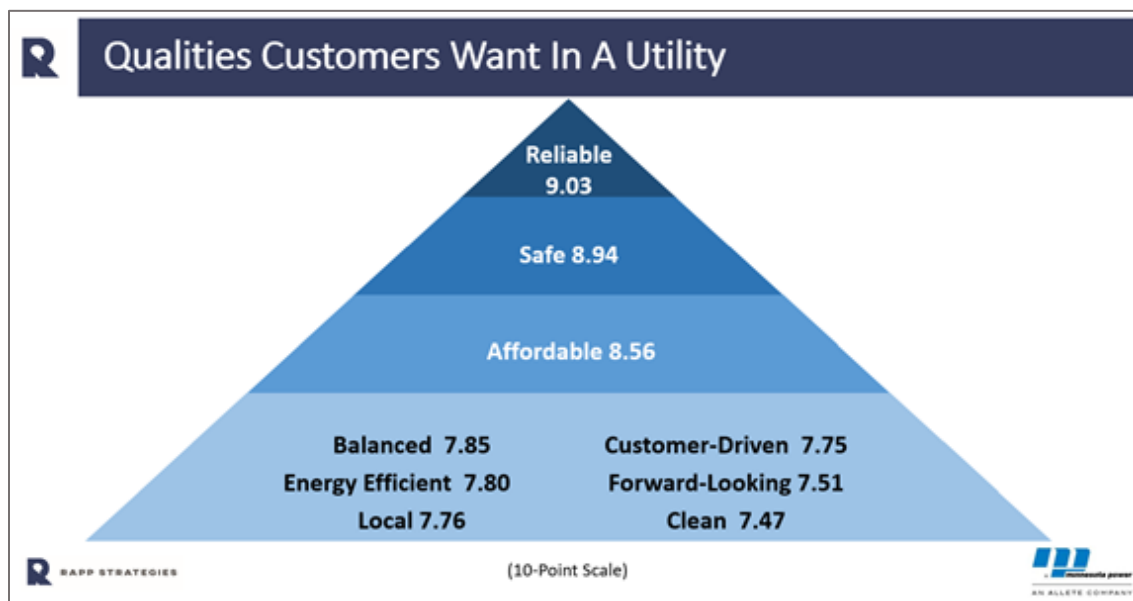 R
Qualities Customers Want In A Utility
Reliable
9.03
Safe 8.94
Affordable 8.56
Balanced 7.85
Customer-Driven 7.75
Energy Efficient 7.80
Forward-Looking 7.51
Local 7.76
Clean 7.47
R RAPP STRATEGIES
(10-Point Scale)
minnesota power
AN ALLETE COMPANY